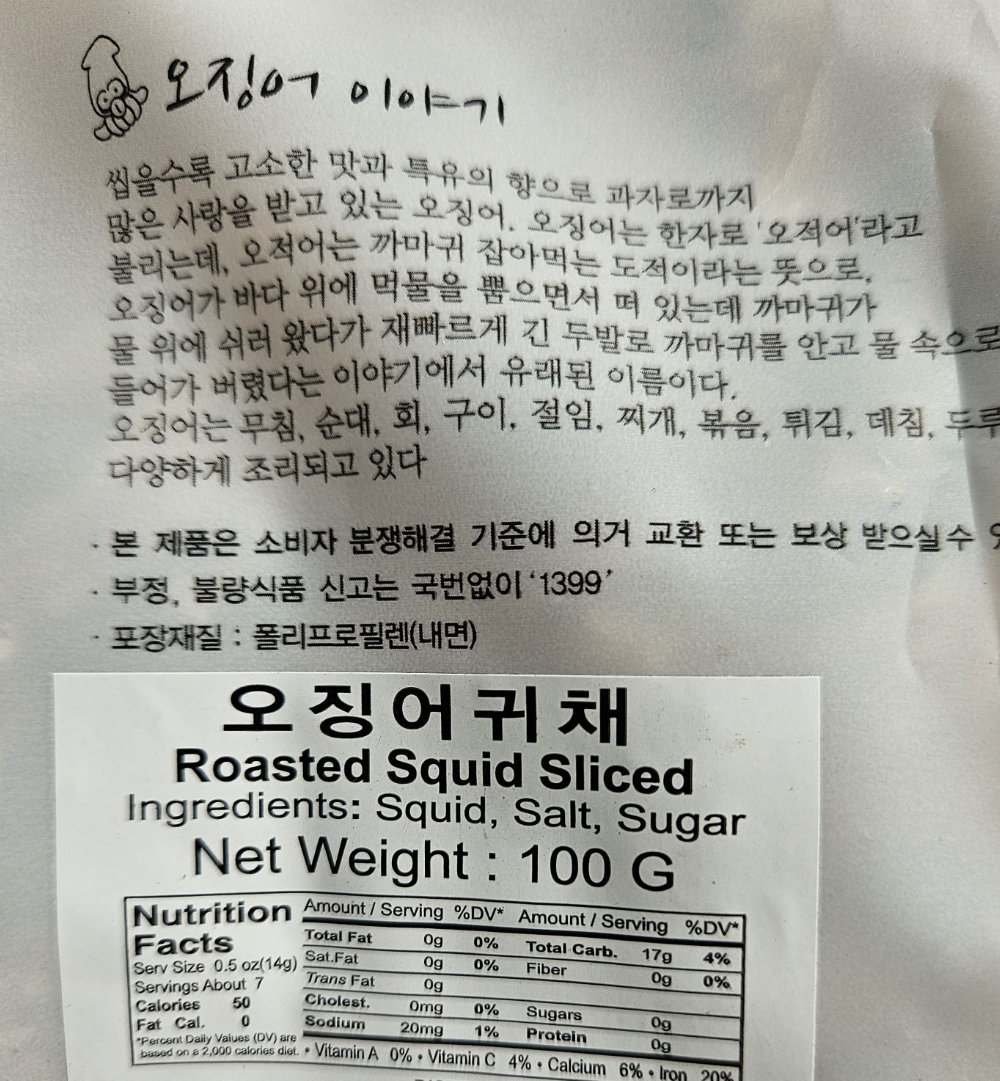 오징어 이야기
씹을수록 고소한 맛과 특유의 향으로 과자로까지
많은 사랑을 받고 있는 오징어. 오징어는 한자로 '오적어'라고
불리는데, 오적어는 까마귀 잡아먹는 도적이라는 뜻으로.
오징어가 바다 위에 먹물을 뿜으면서 떠 있는데 까마귀가
물 위에 쉬러 왔다가 재빠르게 긴 두발로 까마귀를 안고 물 속으로
들어가 버렸다는 이야기에서 유래된 이름이다.
오징어는 무침, 순대, 회, 구이, 절임, 찌개, 볶음, 튀김, 데침,
다양하게 조리되고 있다
· 본 제품은 소비자 분쟁해결 기준에 의거 교환 또는 보상 받으실수
· 부정, 불량식품 신고는 국번없이 '1399'
· 포장재질 : 폴리프로필렌(내면)
오징어귀채
Roasted Squid Sliced
Ingredients: Squid, Salt, Sugar
Net Weight : 100 G
Nutrition Facts
Serv Size 0.5 oz(14g)
Servings About 7
Calories 50
Fat Cal. 0
*Percent Daily Values (DV) are
based on a 2,000 calories diet.
Amount / Serving %DV* Amount / Serving %DV*
Total Fat 0g 0% Total Carb. 17g 4%
Sat.Fat 0g 0% Fiber 0g 0%
Trans Fat 0g
Cholest. 0mg 0% Sugars 0g
Sodium 20mg 1% Protein 0g
• Vitamin A 0% • Vitamin C 4% • Calcium 6% • Iron 20%